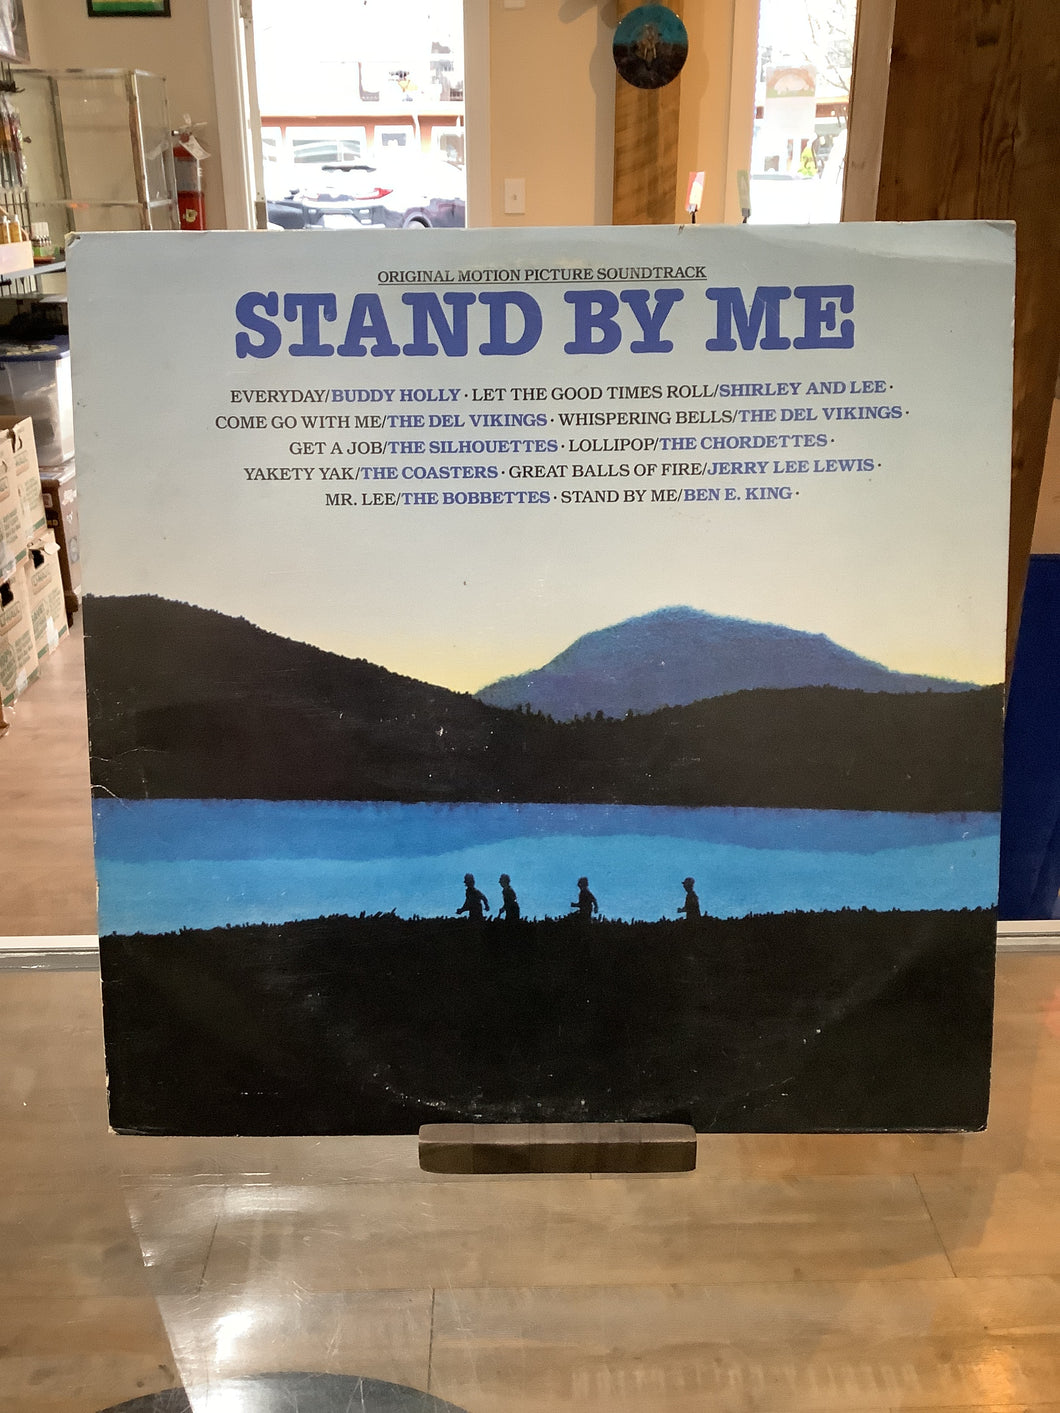 ORIGINAL MOTION PICTURE SOUNDTRACK
STAND BY ME
EVERYDAY/BUDDY HOLLY · LET THE GOOD TIMES ROLL/SHIRLEY AND LEE ·
COME GO WITH ME/THE DEL VIKINGS · WHISPERING BELLS/THE DEL VIKINGS ·
GET A JOB/THE SILHOUETTES · LOLLIPOP/THE CHORDETTES ·
YAKETY YAK/THE COASTERS · GREAT BALLS OF FIRE/JERRY LEE LEWIS ·
MR. LEE/THE BOBBETTES · STAND BY ME/BEN E. KING ·